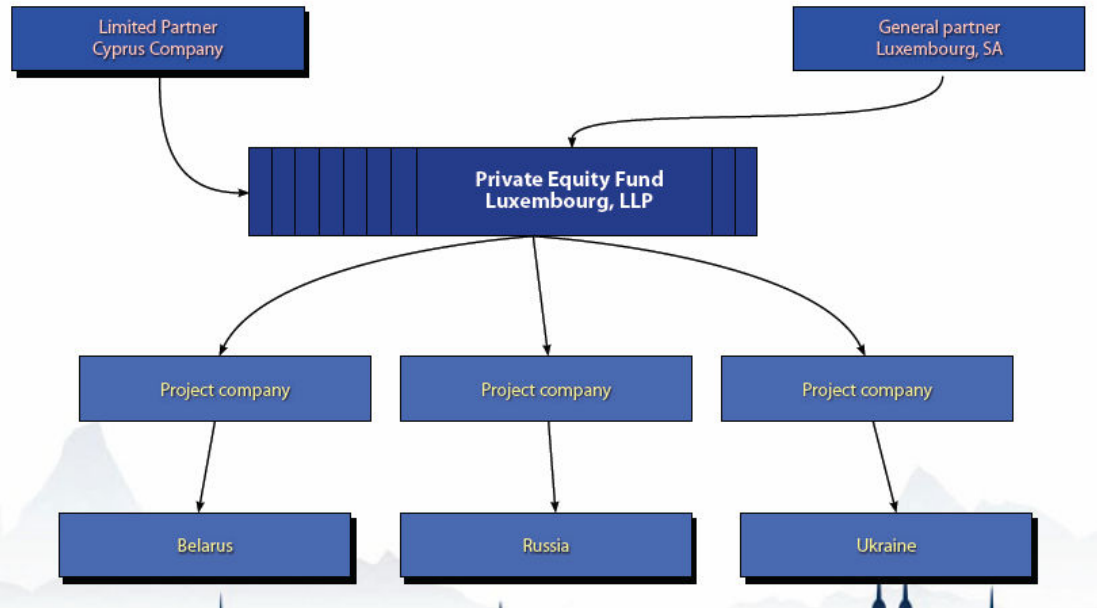 Limited Partner
Cyprus Company
General partner
Luxembourg, SA
Private Equity Fund
Luxembourg, LLP
Project company
Project company
Project company
Belarus
Russia
Ukraine